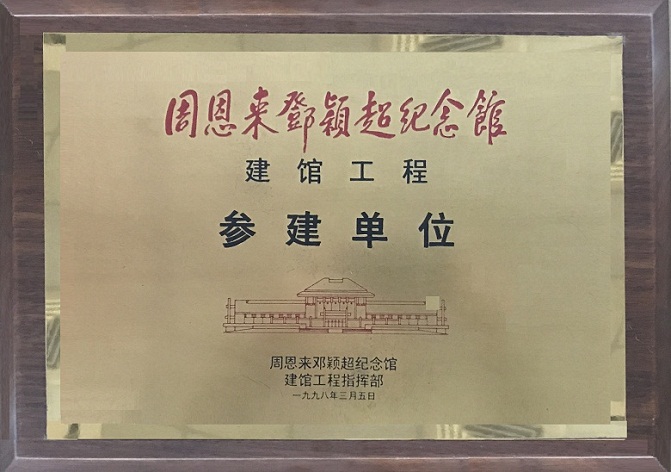 周恩来鄧颖超纪念館
建馆工程
参建单位
周恩来邓颖超纪念馆
建馆工程指挥部
一九九八年三月五日